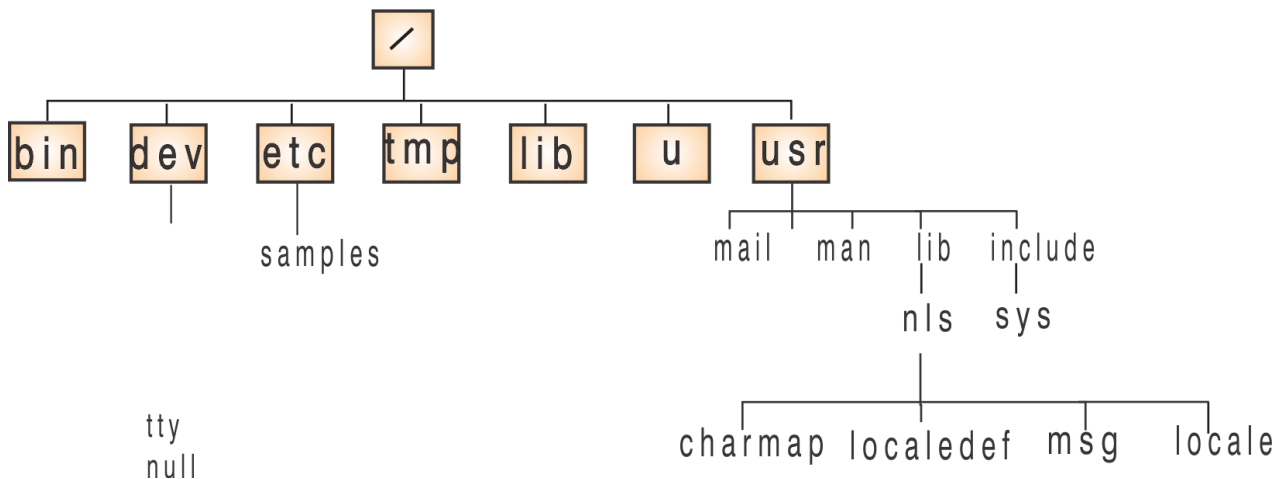 /
bin dev etc tmp lib u usr
samples mail man lib include
nls sys
tty
null
charmap localedef msg locale